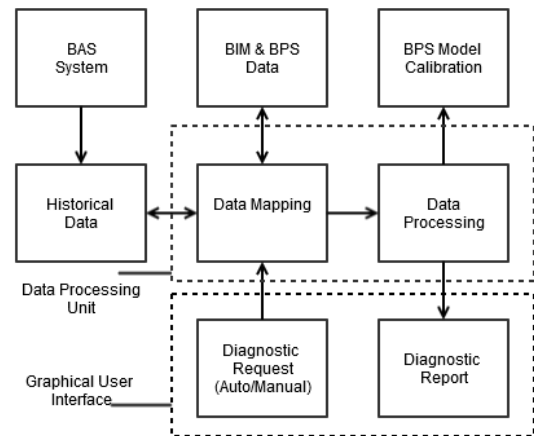 BAS
System
BIM & BPS
Data
BPS Model
Calibration
Historical
Data
Data Mapping
Data
Processing
Data Processing
Unit
Diagnostic
Request
(Auto/Manual)
Diagnostic
Report
Graphical User
Interface